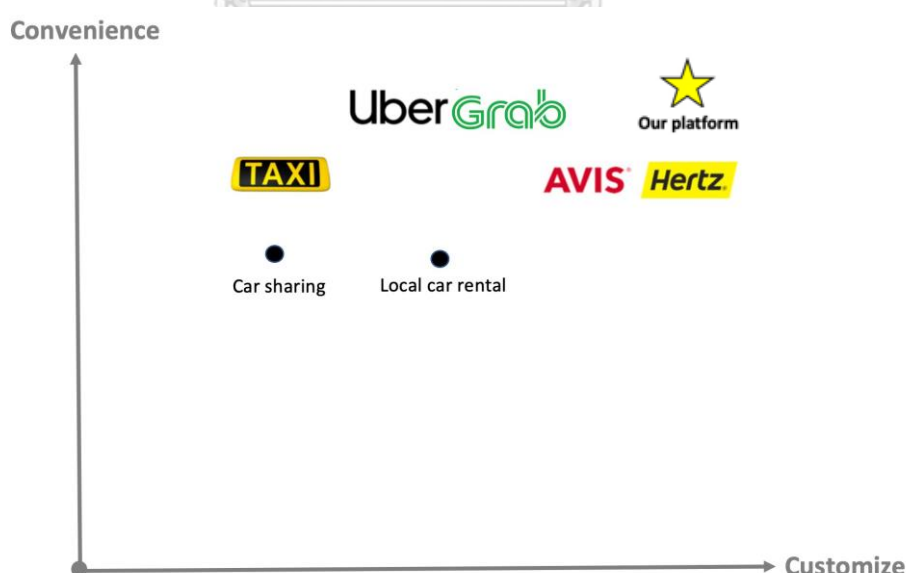 Convenience
Uber Grab
Our platform
TAXI
AVIS Hertz.
Car sharing
Local car rental
Customize